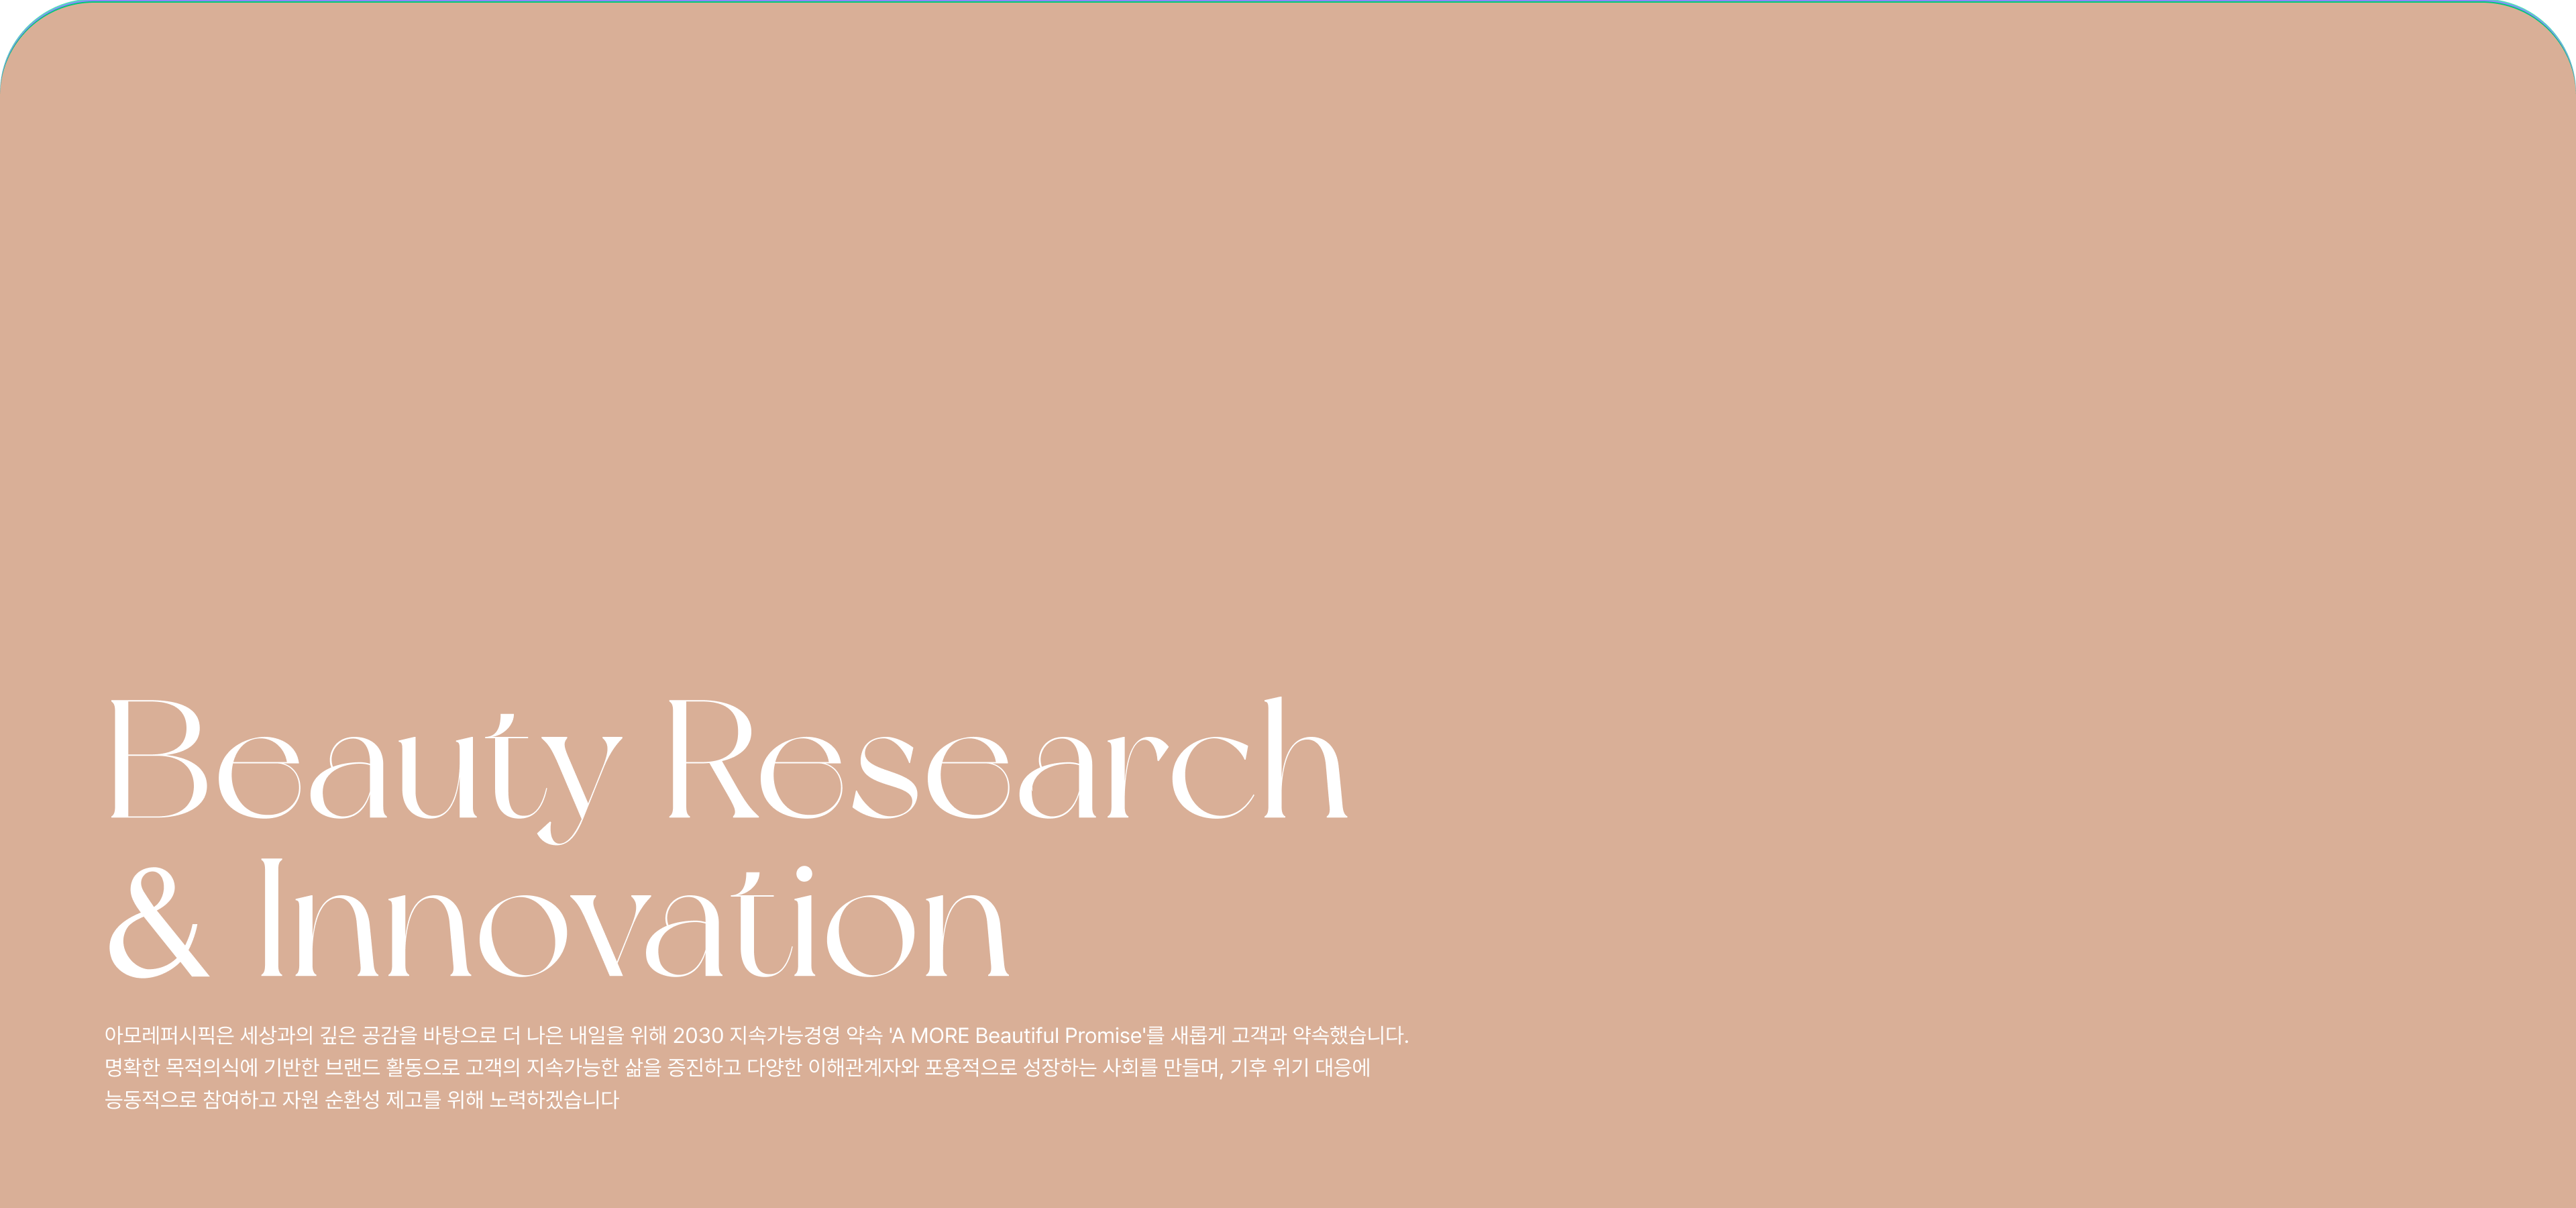 Beauty Research
& Innovation
아모레퍼시픽은 세상과의 깊은 공감을 바탕으로 더 나은 내일을 위해 2030 지속가능경영 약속 'A MORE Beautiful Promise'를 새롭게 고객과 약속했습니다.
명확한 목적의식에 기반한 브랜드 활동으로 고객의 지속가능한 삶을 증진하고 다양한 이해관계자와 포용적으로 성장하는 사회를 만들며, 기후 위기 대응에
능동적으로 참여하고 자원 순환성 제고를 위해 노력하겠습니다